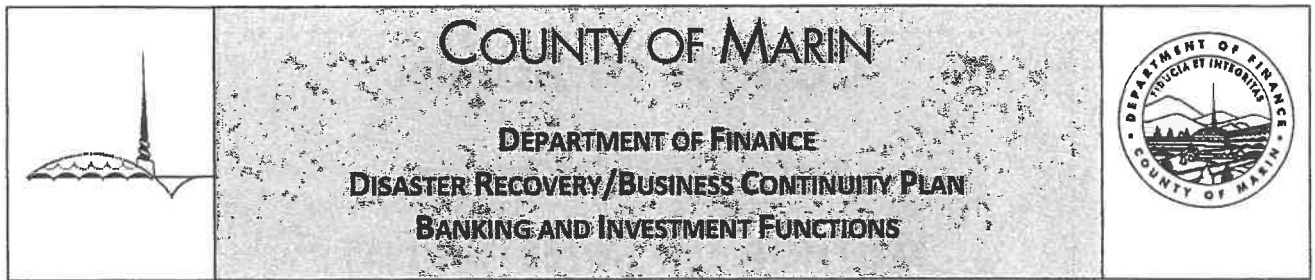 COUNTY OF MARIN
DEPARTMENT OF FINANCE
DISASTER RECOVERY/BUSINESS CONTINUITY PLAN
BANKING AND INVESTMENT FUNCTIONS
DEPARTMENT OF FINANCE
FIDUCIA ET INTEGRITAS
COUNTY OF MARIN